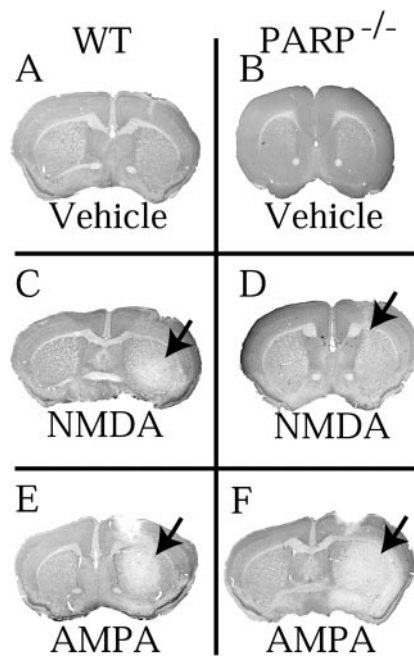 WT PARP -/-
A B
Vehicle Vehicle
C D
NMDA NMDA
E F
AMPA AMPA